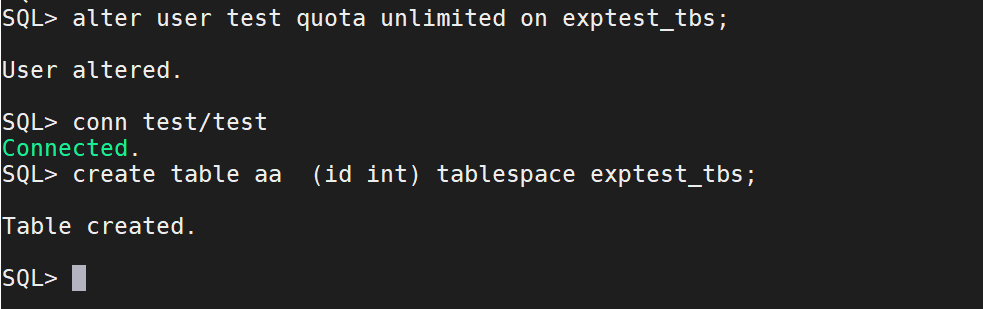 SQL> alter user test quota unlimited on exptest_tbs;
User altered.
SQL> conn test/test
Connected.
SQL> create table aa  (id int) tablespace exptest_tbs;
Table created.
SQL>